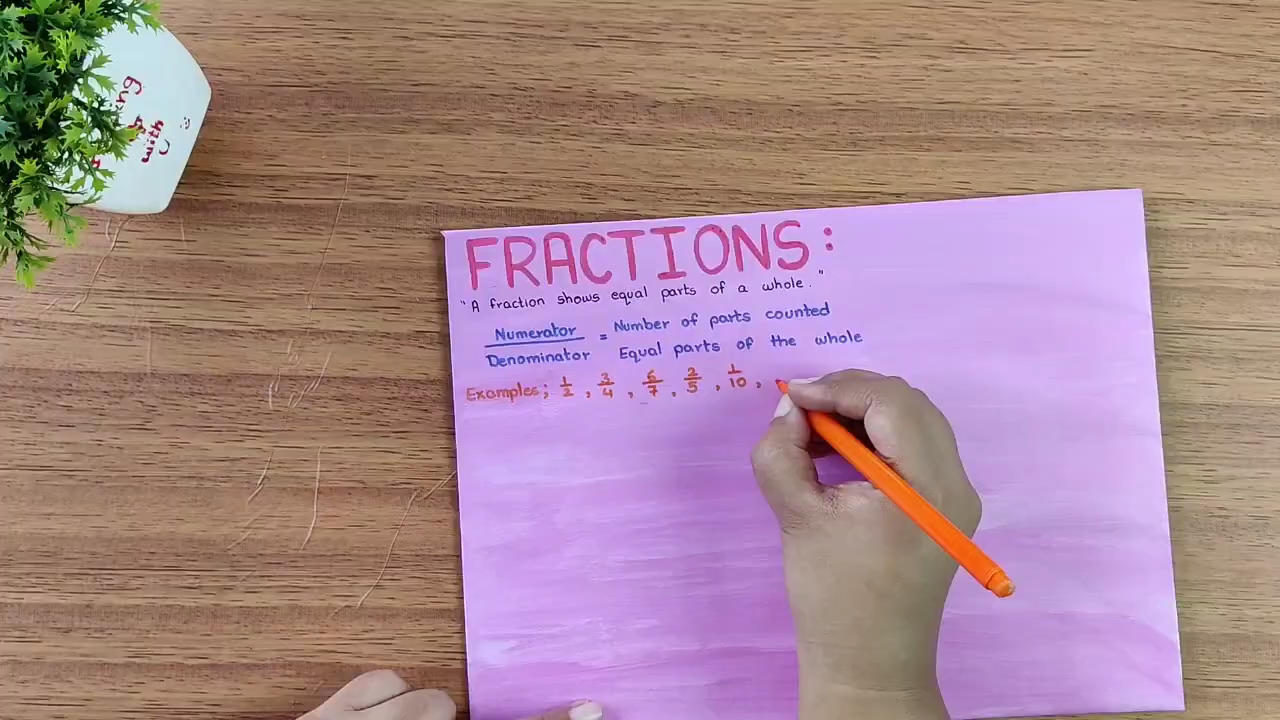 with
FRACTIONS:
"A fraction shows equal parts of a whole."
Numerator = Number of parts counted
Denominator Equal parts of the whole
Examples; 1/2, 3/4, 6/7, 2/5, 1/10,